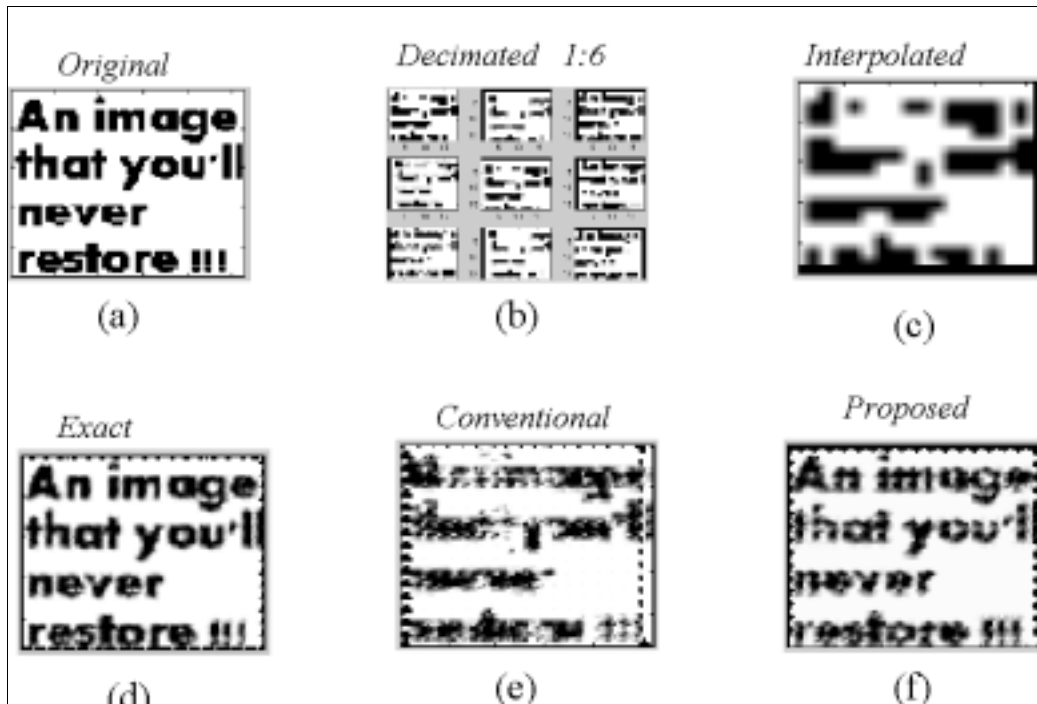 Original
An image
that you'll
never
restore !!!
(a)
Decimated 1:6
(b)
Interpolated
(c)
Exact
An image
that you'll
never
restore !!!
(d)
Conventional
(e)
Proposed
An image
that you'll
never
restore !!!
(f)